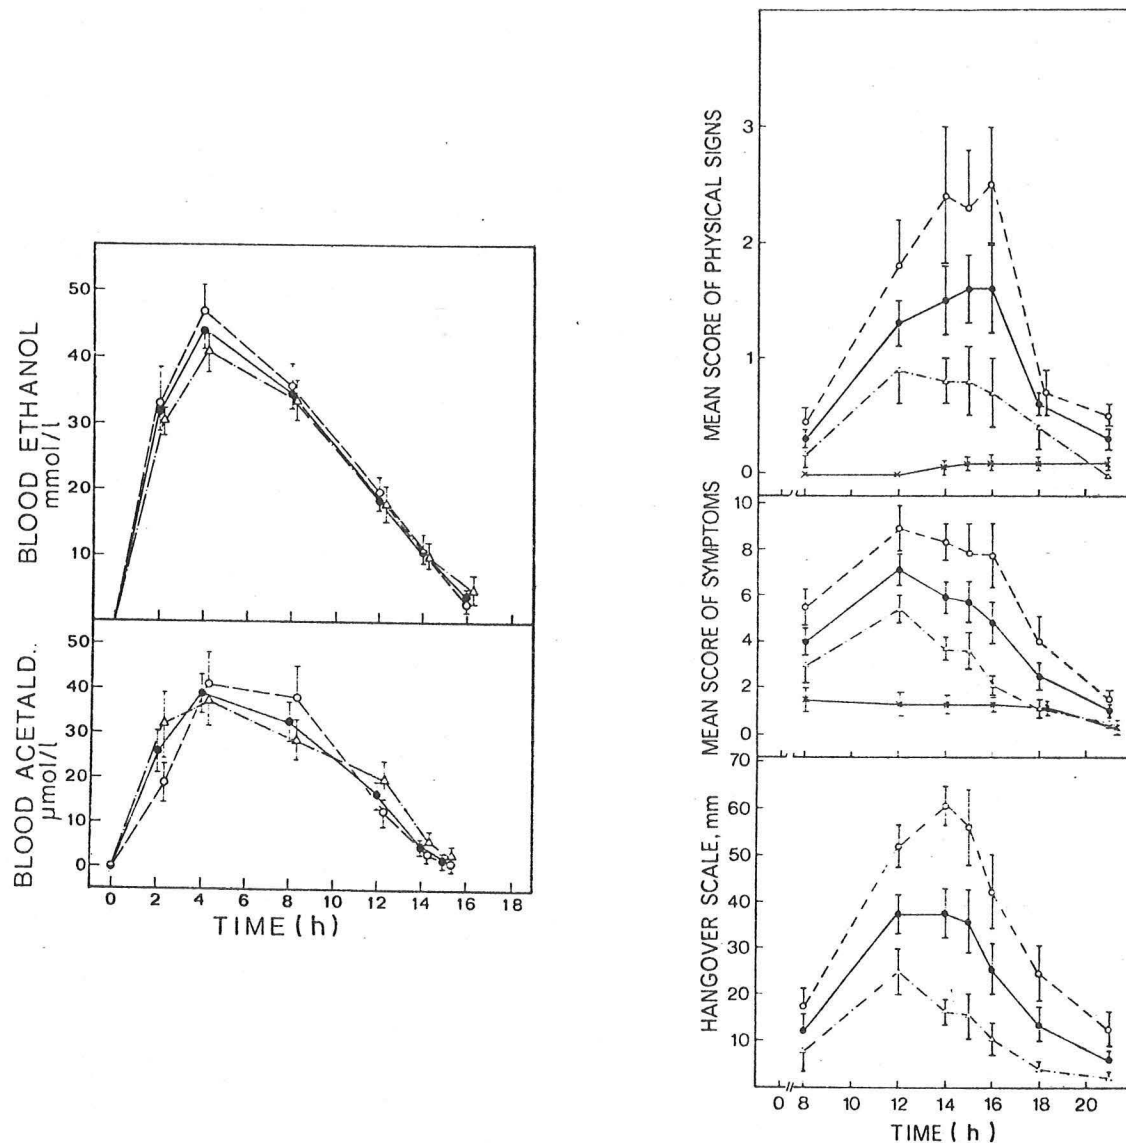 BLOOD ETHANOL
mmol/l
50
40
30
20
10
BLOOD ACETALD..
µmol/l
50
40
30
20
10
0
0 2 4 6 8 10 12 14 16 18
TIME (h)
MEAN SCORE OF PHYSICAL SIGNS
3
2
1
0
MEAN SCORE OF SYMPTOMS
10
8
6
4
2
0
HANGOVER SCALE, mm
70
60
50
40
30
20
10
0 8 10 12 14 16 18 20
TIME (h)